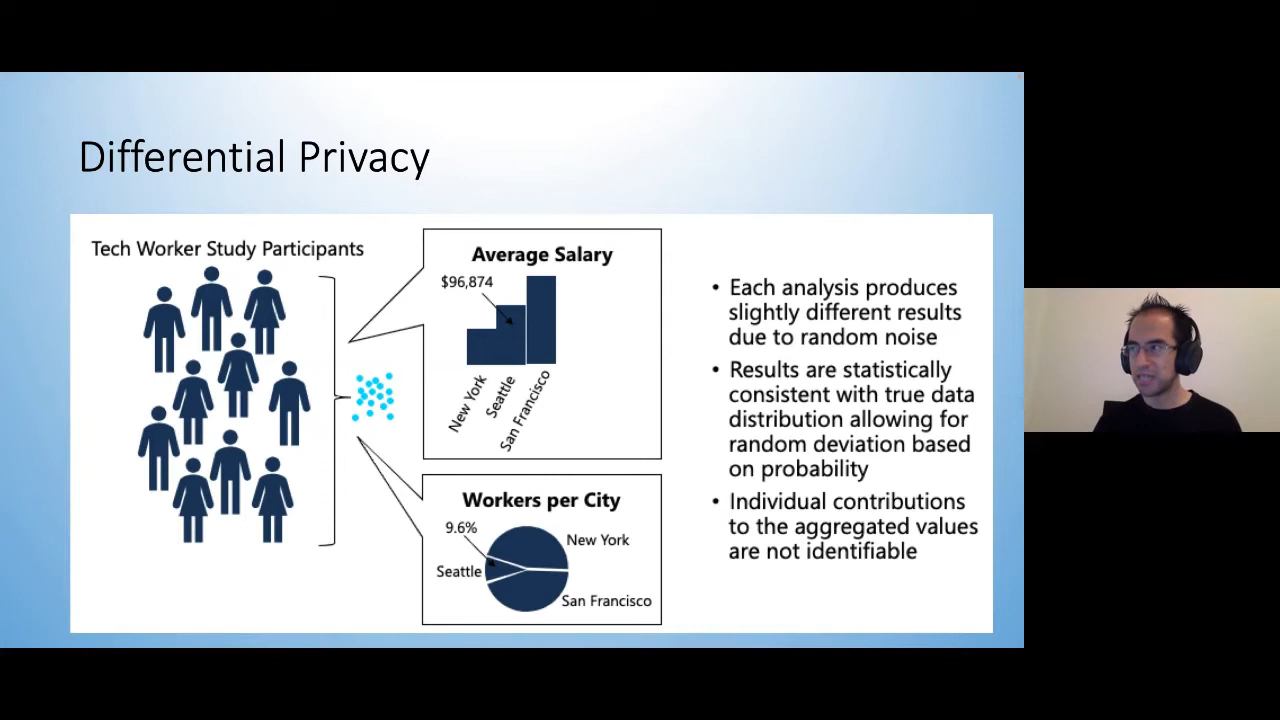 Differential Privacy
Tech Worker Study Participants
Average Salary
$96,874
New York
Seattle
San Francisco
Workers per City
9.6%
New York
Seattle
San Francisco
• Each analysis produces
slightly different results
due to random noise
• Results are statistically
consistent with true data
distribution allowing for
random deviation based
on probability
• Individual contributions
to the aggregated values
are not identifiable